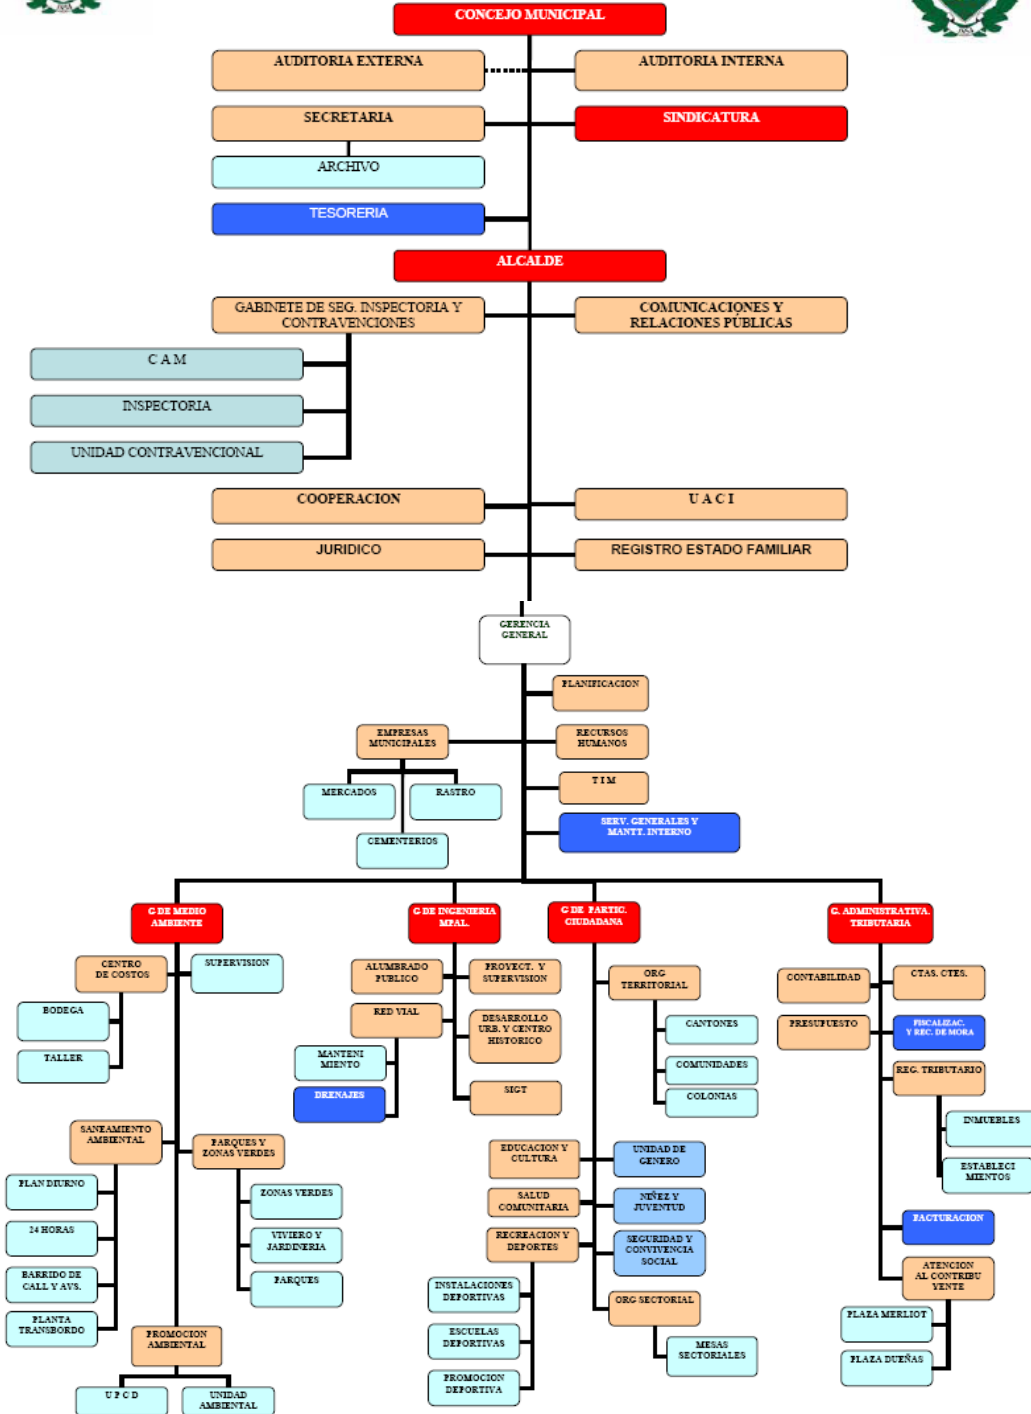 CONCEJO MUNICIPAL
AUDITORIA EXTERNA
AUDITORIA INTERNA
SECRETARIA
SINDICATURA
ARCHIVO
TESORERIA
ALCALDE
GABINETE DE SEG. INSPECTORIA Y
CONTRAVENCIONES
COMUNICACIONES Y
RELACIONES PÚBLICAS
C A M
INSPECTORIA
UNIDAD CONTRAVENCIONAL
COOPERACION
U A C I
JURIDICO
REGISTRO ESTADO FAMILIAR
GERENCIA
GENERAL
PLANIFICACION
EMPRESAS
MUNICIPALES
RECURSOS
HUMANOS
MERCADOS
RASTRO
T I M
CEMENTERIOS
SERV. GENERALES Y
MANTT. INTERNO
G DE MEDIO
AMBIENTE
G DE INGENIERIA
MPAL.
G DE PARTIC.
CIUDADANA
G. ADMINISTRATIVA.
TRIBUTARIA
CENTRO
DE COSTOS
SUPERVISION
BODEGA
TALLER
SANEAMIENTO
AMBIENTAL
PARQUES Y
ZONAS VERDES
PLAN DIURNO
24 HORAS
BARRIDO DE
CALL Y AVS.
PLANTA
TRANSBORDO
ZONAS VERDES
VIVIERO Y
JARDINERIA
PARQUES
PROMOCION
AMBIENTAL
U P C D
UNIDAD
AMBIENTAL
ALUMBRADO
PUBLICO
PROYECT. Y
SUPERVISION
RED VIAL
DESARROLLO
URB. Y CENTRO
HISTORICO
MANTENI
MIENTO
DRENAJES
SIGT
ORG
TERRITORIAL
CANTONES
COMUNIDADES
COLONIAS
EDUCACION Y
CULTURA
UNIDAD DE
GENERO
SALUD
COMUNITARIA
NIÑEZ Y
JUVENTUD
RECREACION Y
DEPORTES
SEGURIDAD Y
CONVIVENCIA
SOCIAL
INSTALACIONES
DEPORTIVAS
ESCUELAS
DEPORTIVAS
PROMOCION
DEPORTIVA
ORG SECTORIAL
MESAS
SECTORIALES
CONTABILIDAD
CTAS. CTES.
PRESUPUESTO
FISCALIZAC.
Y REC. DE MORA
REG. TRIBUTARIO
INMUEBLES
ESTABLECI
MIENTOS
FACTURACION
ATENCION
AL CONTRIBU
YENTE
PLAZA MERLIOT
PLAZA DUEÑAS